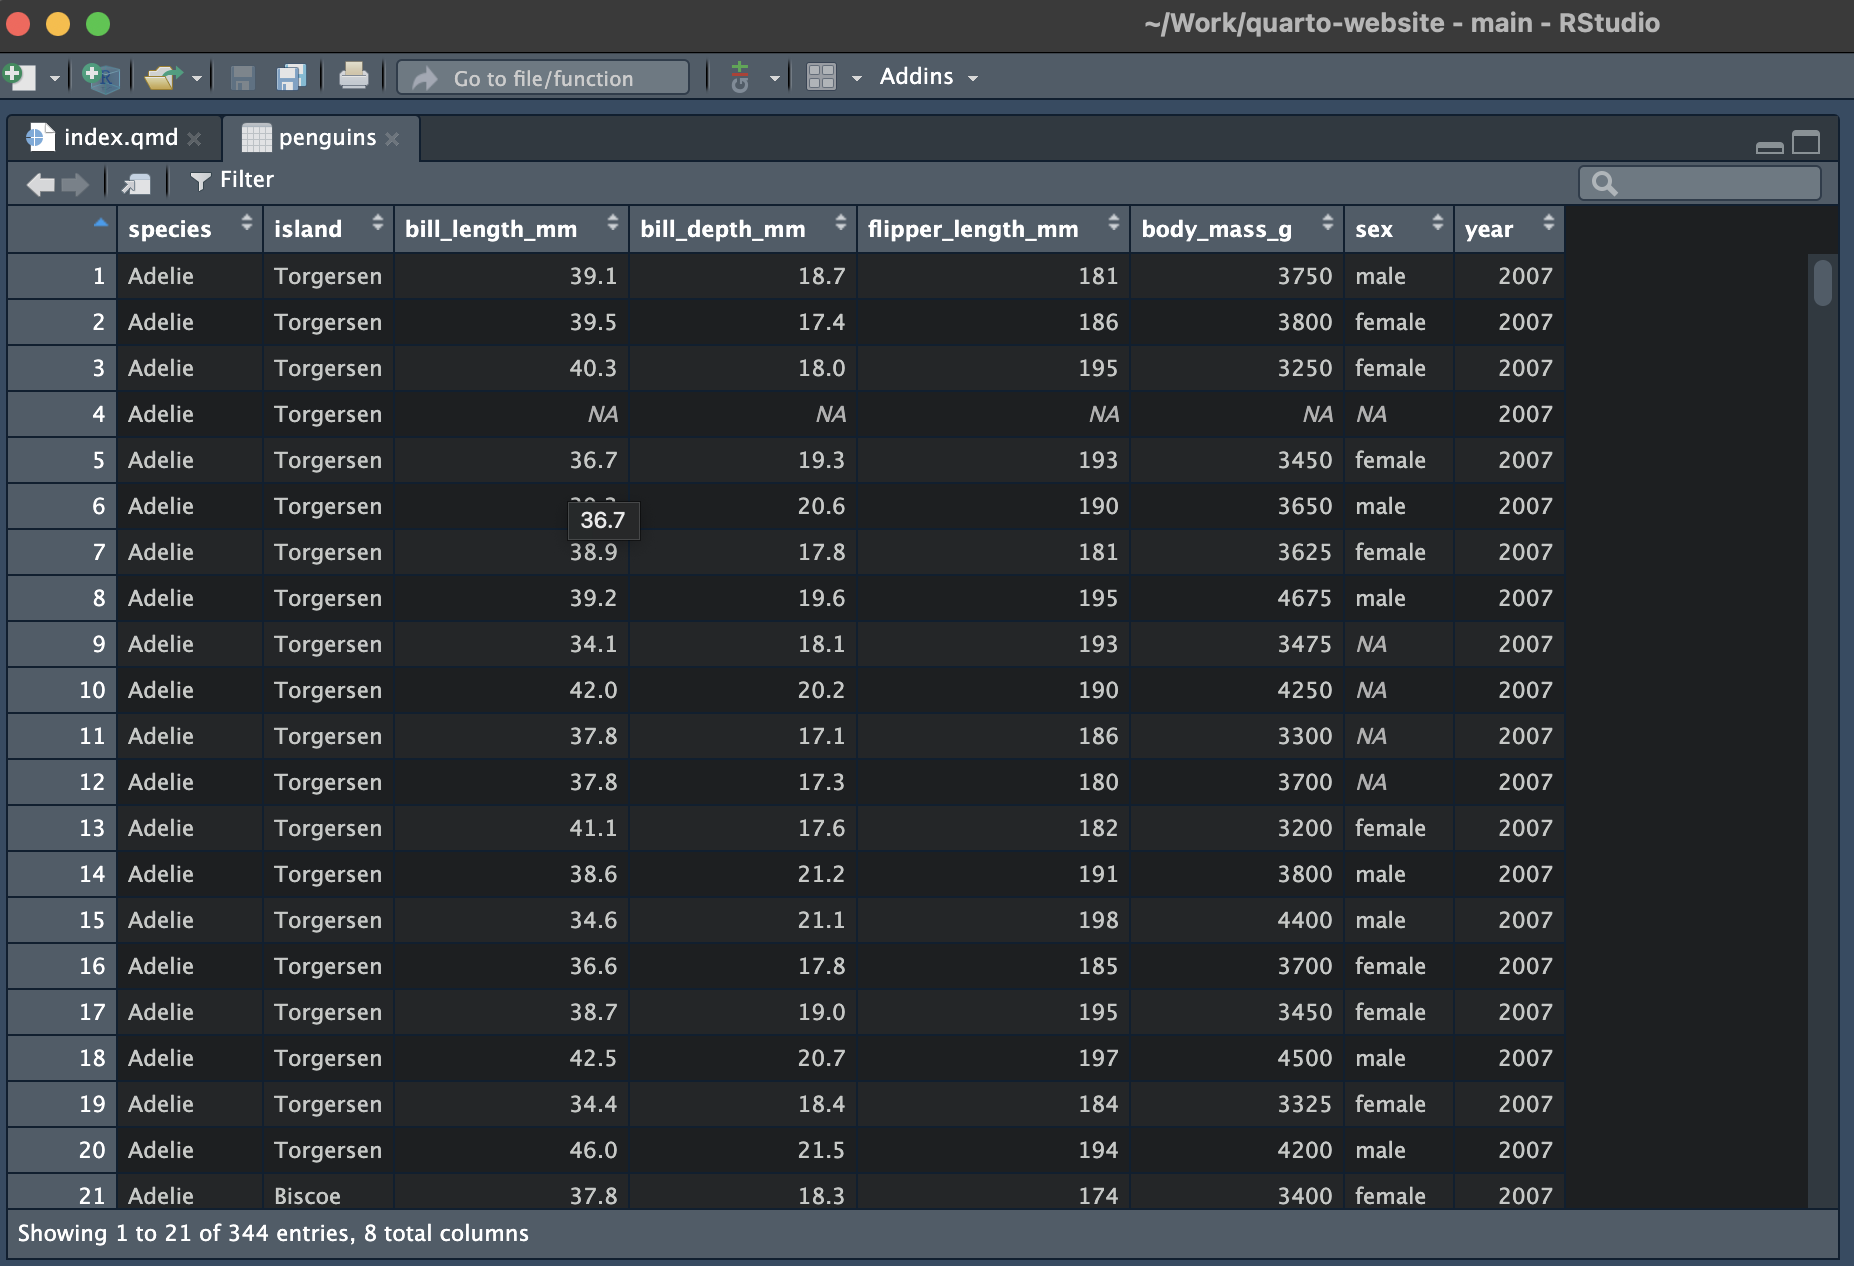 ~/Work/quarto-website - main - RStudio
Go to file/function Addins
index.qmd penguins
Filter
species island bill_length_mm bill_depth_mm flipper_length_mm body_mass_g sex year
1 Adelie Torgersen 39.1 18.7 181 3750 male 2007
2 Adelie Torgersen 39.5 17.4 186 3800 female 2007
3 Adelie Torgersen 40.3 18.0 195 3250 female 2007
4 Adelie Torgersen NA NA NA NA NA 2007
5 Adelie Torgersen 36.7 19.3 193 3450 female 2007
6 Adelie Torgersen 20.6 190 3650 male 2007
36.7
7 Adelie Torgersen 38.9 17.8 181 3625 female 2007
8 Adelie Torgersen 39.2 19.6 195 4675 male 2007
9 Adelie Torgersen 34.1 18.1 193 3475 NA 2007
10 Adelie Torgersen 42.0 20.2 190 4250 NA 2007
11 Adelie Torgersen 37.8 17.1 186 3300 NA 2007
12 Adelie Torgersen 37.8 17.3 180 3700 NA 2007
13 Adelie Torgersen 41.1 17.6 182 3200 female 2007
14 Adelie Torgersen 38.6 21.2 191 3800 male 2007
15 Adelie Torgersen 34.6 21.1 198 4400 male 2007
16 Adelie Torgersen 36.6 17.8 185 3700 female 2007
17 Adelie Torgersen 38.7 19.0 195 3450 female 2007
18 Adelie Torgersen 42.5 20.7 197 4500 male 2007
19 Adelie Torgersen 34.4 18.4 184 3325 female 2007
20 Adelie Torgersen 46.0 21.5 194 4200 male 2007
21 Adelie Biscoe 37.8 18.3 174 3400 female 2007
Showing 1 to 21 of 344 entries, 8 total columns